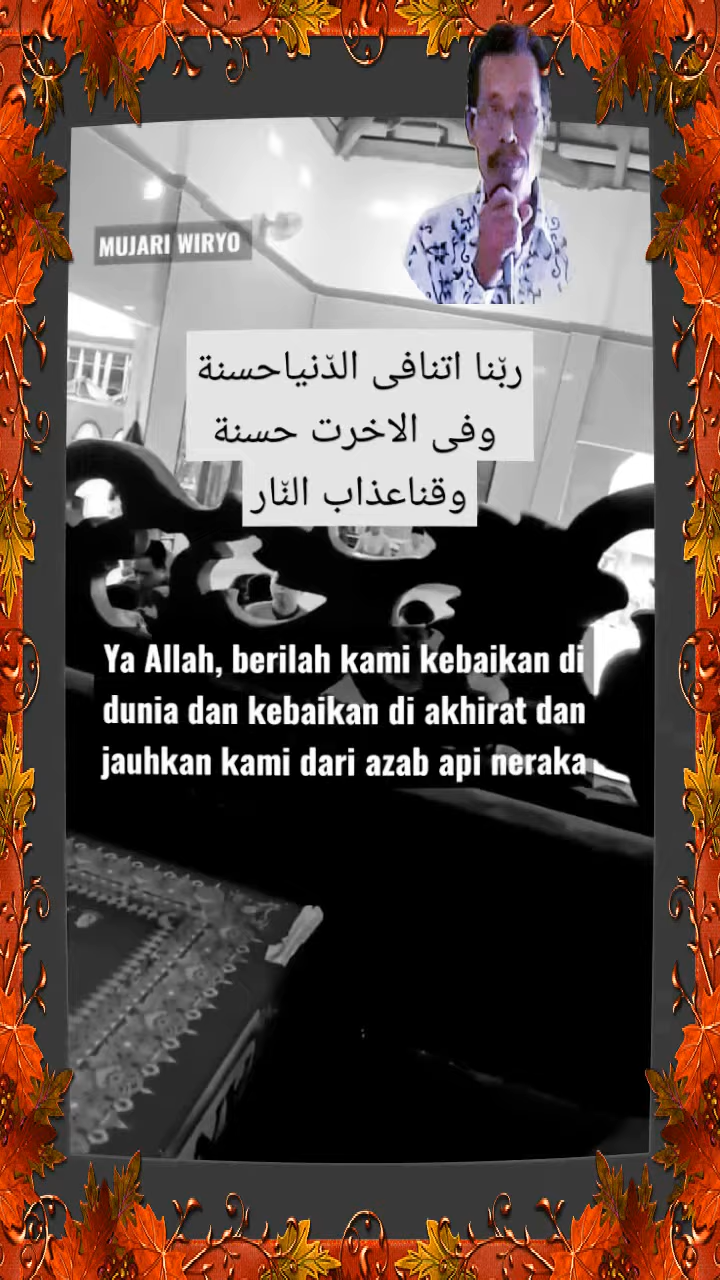 MUJARI WIRYO
ربّنا اتنافى الدّنياحسنة
وفى الاخرت حسنة
وقناعذاب النّار
Ya Allah, berilah kami kebaikan di
dunia dan kebaikan di akhirat dan
jauhkan kami dari azab api neraka